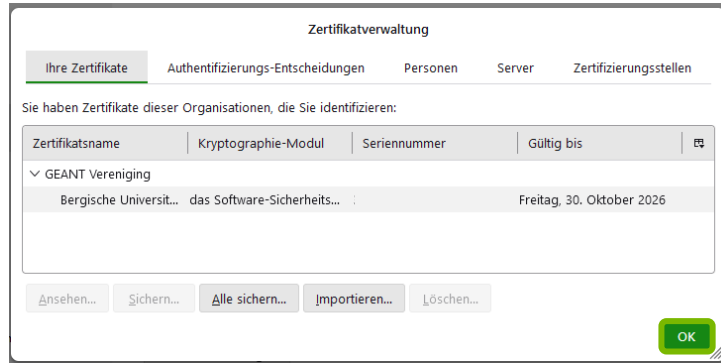 Zertifikatverwaltung
Ihre Zertifikate Authentifizierungs-Entscheidungen Personen Server Zertifizierungsstellen
Sie haben Zertifikate dieser Organisationen, die Sie identifizieren:
Zertifikatsname Kryptographie-Modul Seriennummer Gültig bis
GEANT Vereniging
Bergische Universit... das Software-Sicherheits... Freitag, 30. Oktober 2026
Ansehen... Sichern... Alle sichern... Importieren... Löschen...
OK